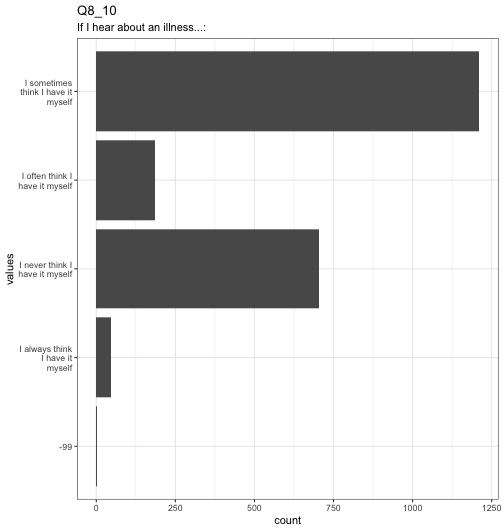 Q8_10
If I hear about an illness...:
I sometimes
think I have it
myself
I often think I
have it myself
I never think I
have it myself
I always think
I have it
myself
-99
values
0
250
500
750
1000
1250
count